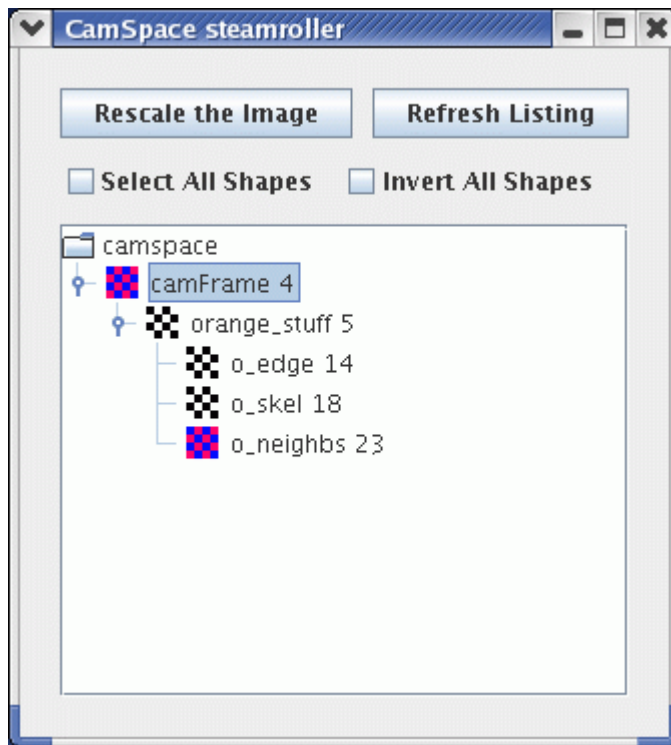 CamSpace steamroller
Rescale the Image Refresh Listing
Select All Shapes Invert All Shapes
camspace
camFrame 4
orange_stuff 5
o_edge 14
o_skel 18
o_neighbs 23